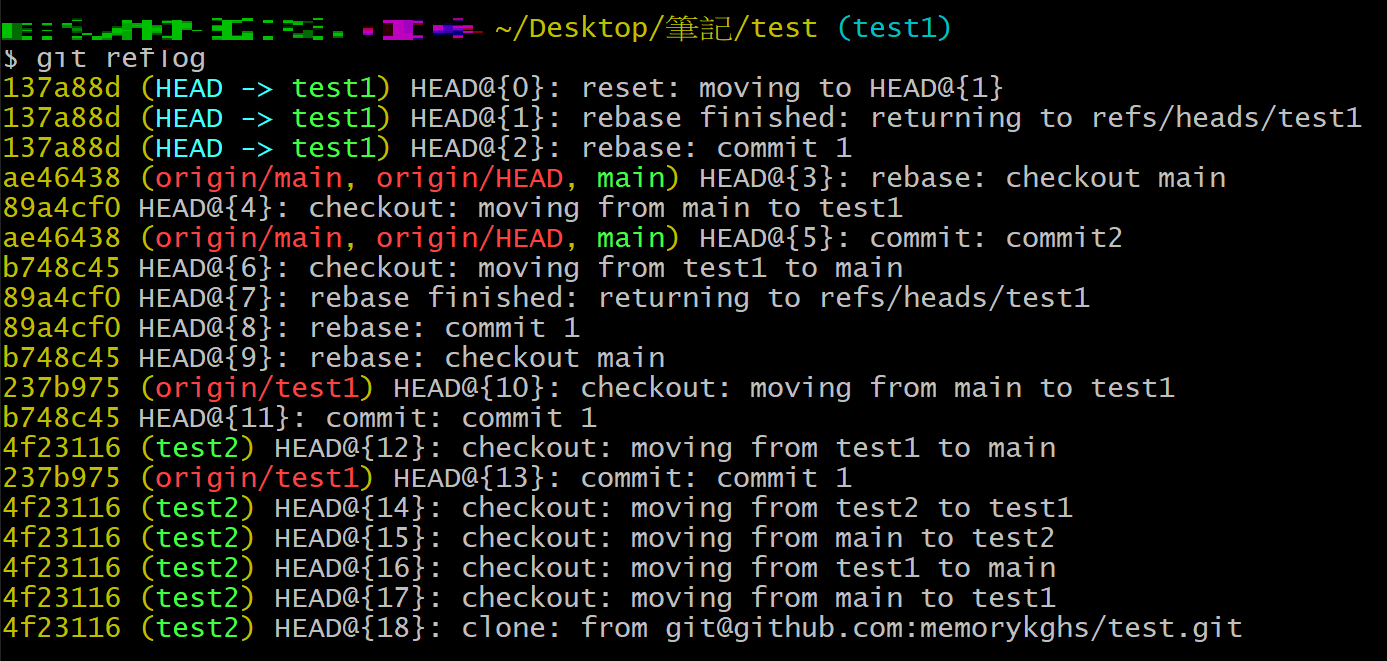 ~/Desktop/筆記/test (test1)
$ git reflog
137a88d (HEAD -> test1) HEAD@{0}: reset: moving to HEAD@{1}
137a88d (HEAD -> test1) HEAD@{1}: rebase finished: returning to refs/heads/test1
137a88d (HEAD -> test1) HEAD@{2}: rebase: commit 1
ae46438 (origin/main, origin/HEAD, main) HEAD@{3}: rebase: checkout main
89a4cf0 HEAD@{4}: checkout: moving from main to test1
ae46438 (origin/main, origin/HEAD, main) HEAD@{5}: commit: commit2
b748c45 HEAD@{6}: checkout: moving from test1 to main
89a4cf0 HEAD@{7}: rebase finished: returning to refs/heads/test1
89a4cf0 HEAD@{8}: rebase: commit 1
b748c45 HEAD@{9}: rebase: checkout main
237b975 (origin/test1) HEAD@{10}: checkout: moving from main to test1
b748c45 HEAD@{11}: commit: commit 1
4f23116 (test2) HEAD@{12}: checkout: moving from test1 to main
237b975 (origin/test1) HEAD@{13}: commit: commit 1
4f23116 (test2) HEAD@{14}: checkout: moving from test2 to test1
4f23116 (test2) HEAD@{15}: checkout: moving from main to test2
4f23116 (test2) HEAD@{16}: checkout: moving from test1 to main
4f23116 (test2) HEAD@{17}: checkout: moving from main to test1
4f23116 (test2) HEAD@{18}: clone: from git@github.com:memorykghs/test.git